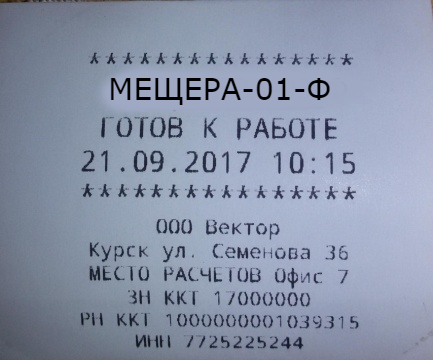 ****************
МЕЩЕРА-01-Ф
ГОТОВ К РАБОТЕ
21.09.2017 10:15
****************
ООО Вектор
Курск ул. Семенова 36
МЕСТО РАСЧЕТОВ Офис 7
ЗН ККТ 17000000
РН ККТ 1000000001039315
ИНН 7725225244